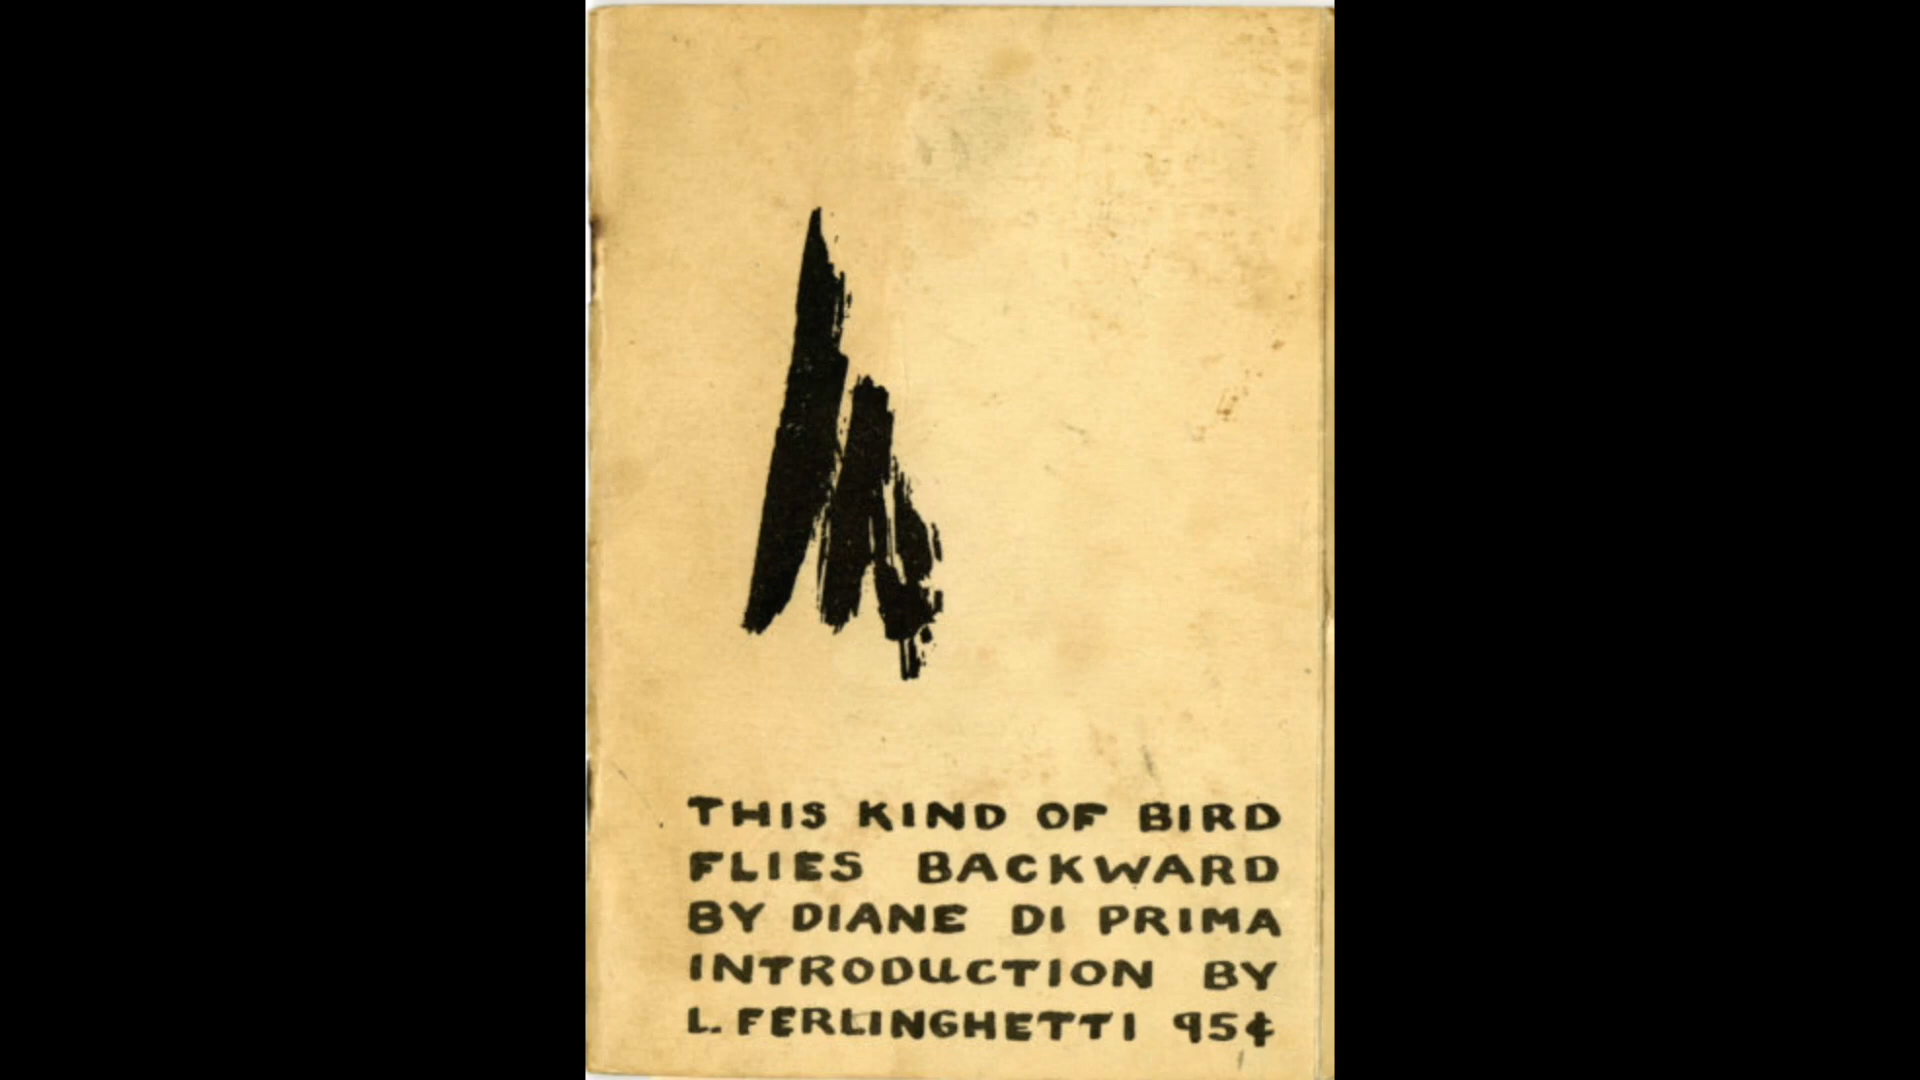 THIS KIND OF BIRD
FLIES BACKWARD
BY DIANE DI PRIMA
INTRODUCTION BY
L. FERLINGHETTI 95¢